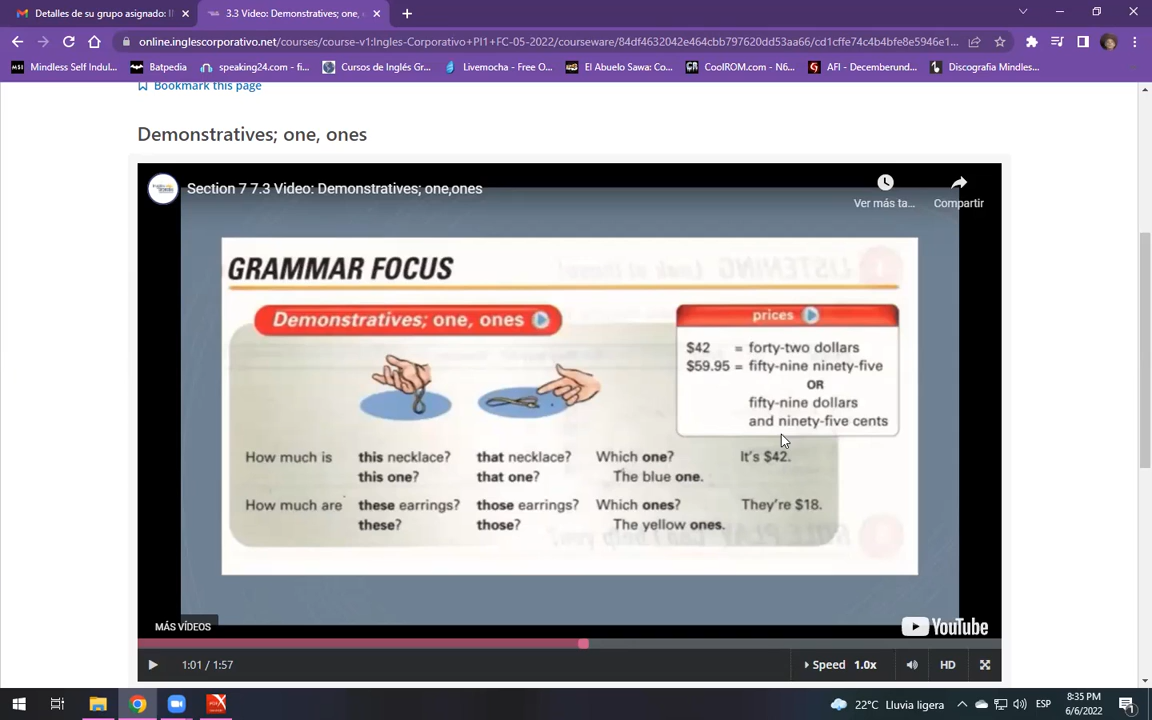 Detalles de su grupo asignado: I
3.3 Video: Demonstratives; one,
online.inglescorporativo.net/courses/course-v1:Ingles-Corporativo+PI1+FC-05-2022/courseware/84df4632042e464cbb797620dd53aa66/cd1cffe74c4b4bfe8e5946e1...
Mindless Self Indul...
Batpedia
speaking24.com - fi...
Cursos de Inglés Gr...
Livemocha - Free O...
El Abuelo Sawa: Co...
CoolROM.com - N6...
AFI - Decemberund...
Discografia Mindles...
Bookmark this page
Demonstratives; one, ones
Section 7 7.3 Video: Demonstratives; one,ones
Ver más ta...
Compartir
GRAMMAR FOCUS
Demonstratives; one, ones
prices
$42 = forty-two dollars
$59.95 = fifty-nine ninety-five
OR
fifty-nine dollars
and ninety-five cents
How much is this necklace? that necklace? Which one? It's $42.
this one? that one? The blue one.
How much are these earrings? those earrings? Which ones? They're $18.
these? those? The yellow ones.
MÁS VÍDEOS
YouTube
1:01 / 1:57
Speed 1.0x
HD
22°C Lluvia ligera
ESP
8:35 PM
6/6/2022